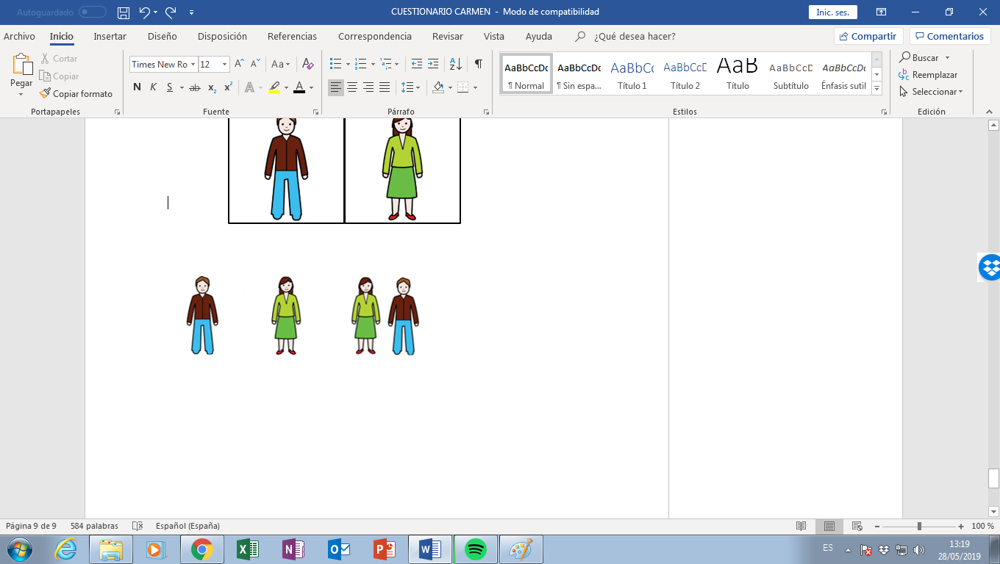 Autoguardado
CUESTIONARIO CARMEN - Modo de compatibilidad
Inic. ses.
Archivo Inicio Insertar Diseño Disposición Referencias Correspondencia Revisar Vista Ayuda ¿Qué desea hacer? Compartir Comentarios
Pegar
Cortar
Copiar
Copiar formato
Portapapeles
Times New Ro 12 Aa
N K S ab x₂ x² A A
Fuente
Párrafo
AaBbCcDc AaBbCcDc AaBbCc AaBbCcD AaB AaBbCcD AaBbCcDc
¶ Normal ¶ Sin espa... Título 1 Título 2 Título Subtítulo Énfasis sutil
Estilos
Buscar
Reemplazar
Seleccionar
Edición
Página 9 de 9 584 palabras Español (España) 100 %
ES
13:19
28/05/2019